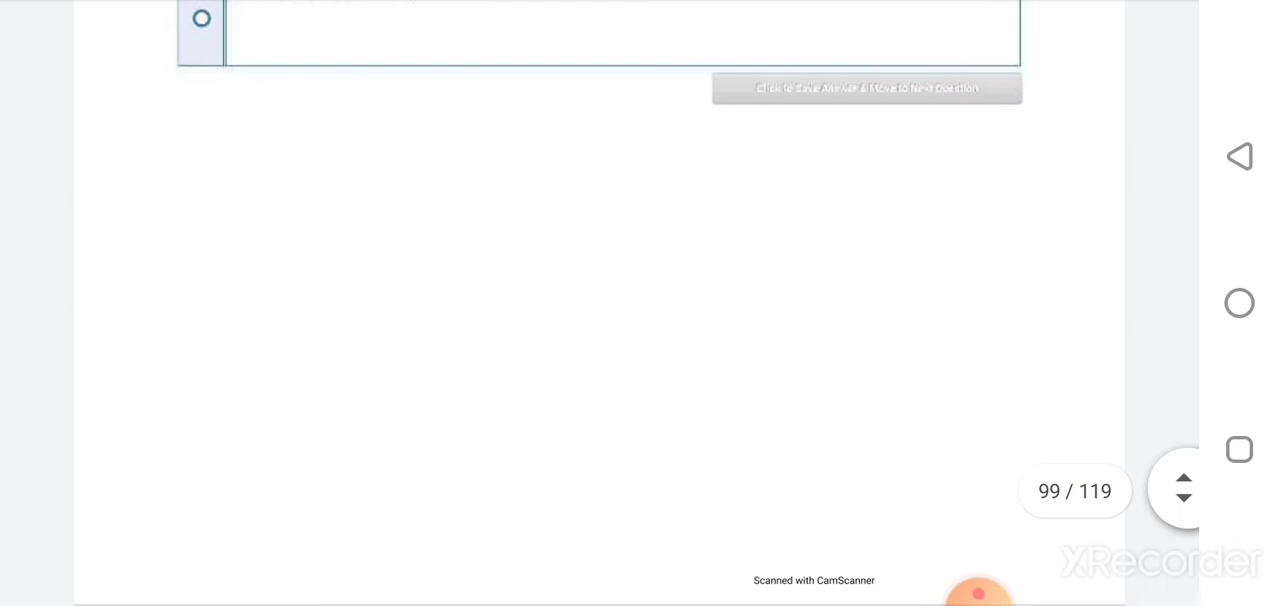 Click to Save Answer & Move to Next Question
99 / 119
Scanned with CamScanner
XRecorder